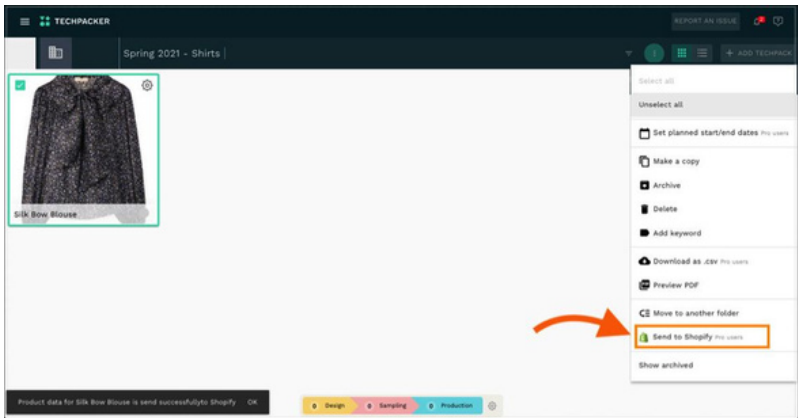 TECHPACKER
REPORT AN ISSUE
Spring 2021 - Shirts
+ ADD TECHPACK
Select all
Unselect all
Set planned start/end dates Pro users
Make a copy
Archive
Delete
Add keyword
Download as .csv Pro users
Preview PDF
Move to another folder
Send to Shopify Pro users
Show archived
Silk Bow Blouse
Product data for Silk Bow Blouse is send successfullyto Shopify OK
0 Design 0 Sampling 0 Production